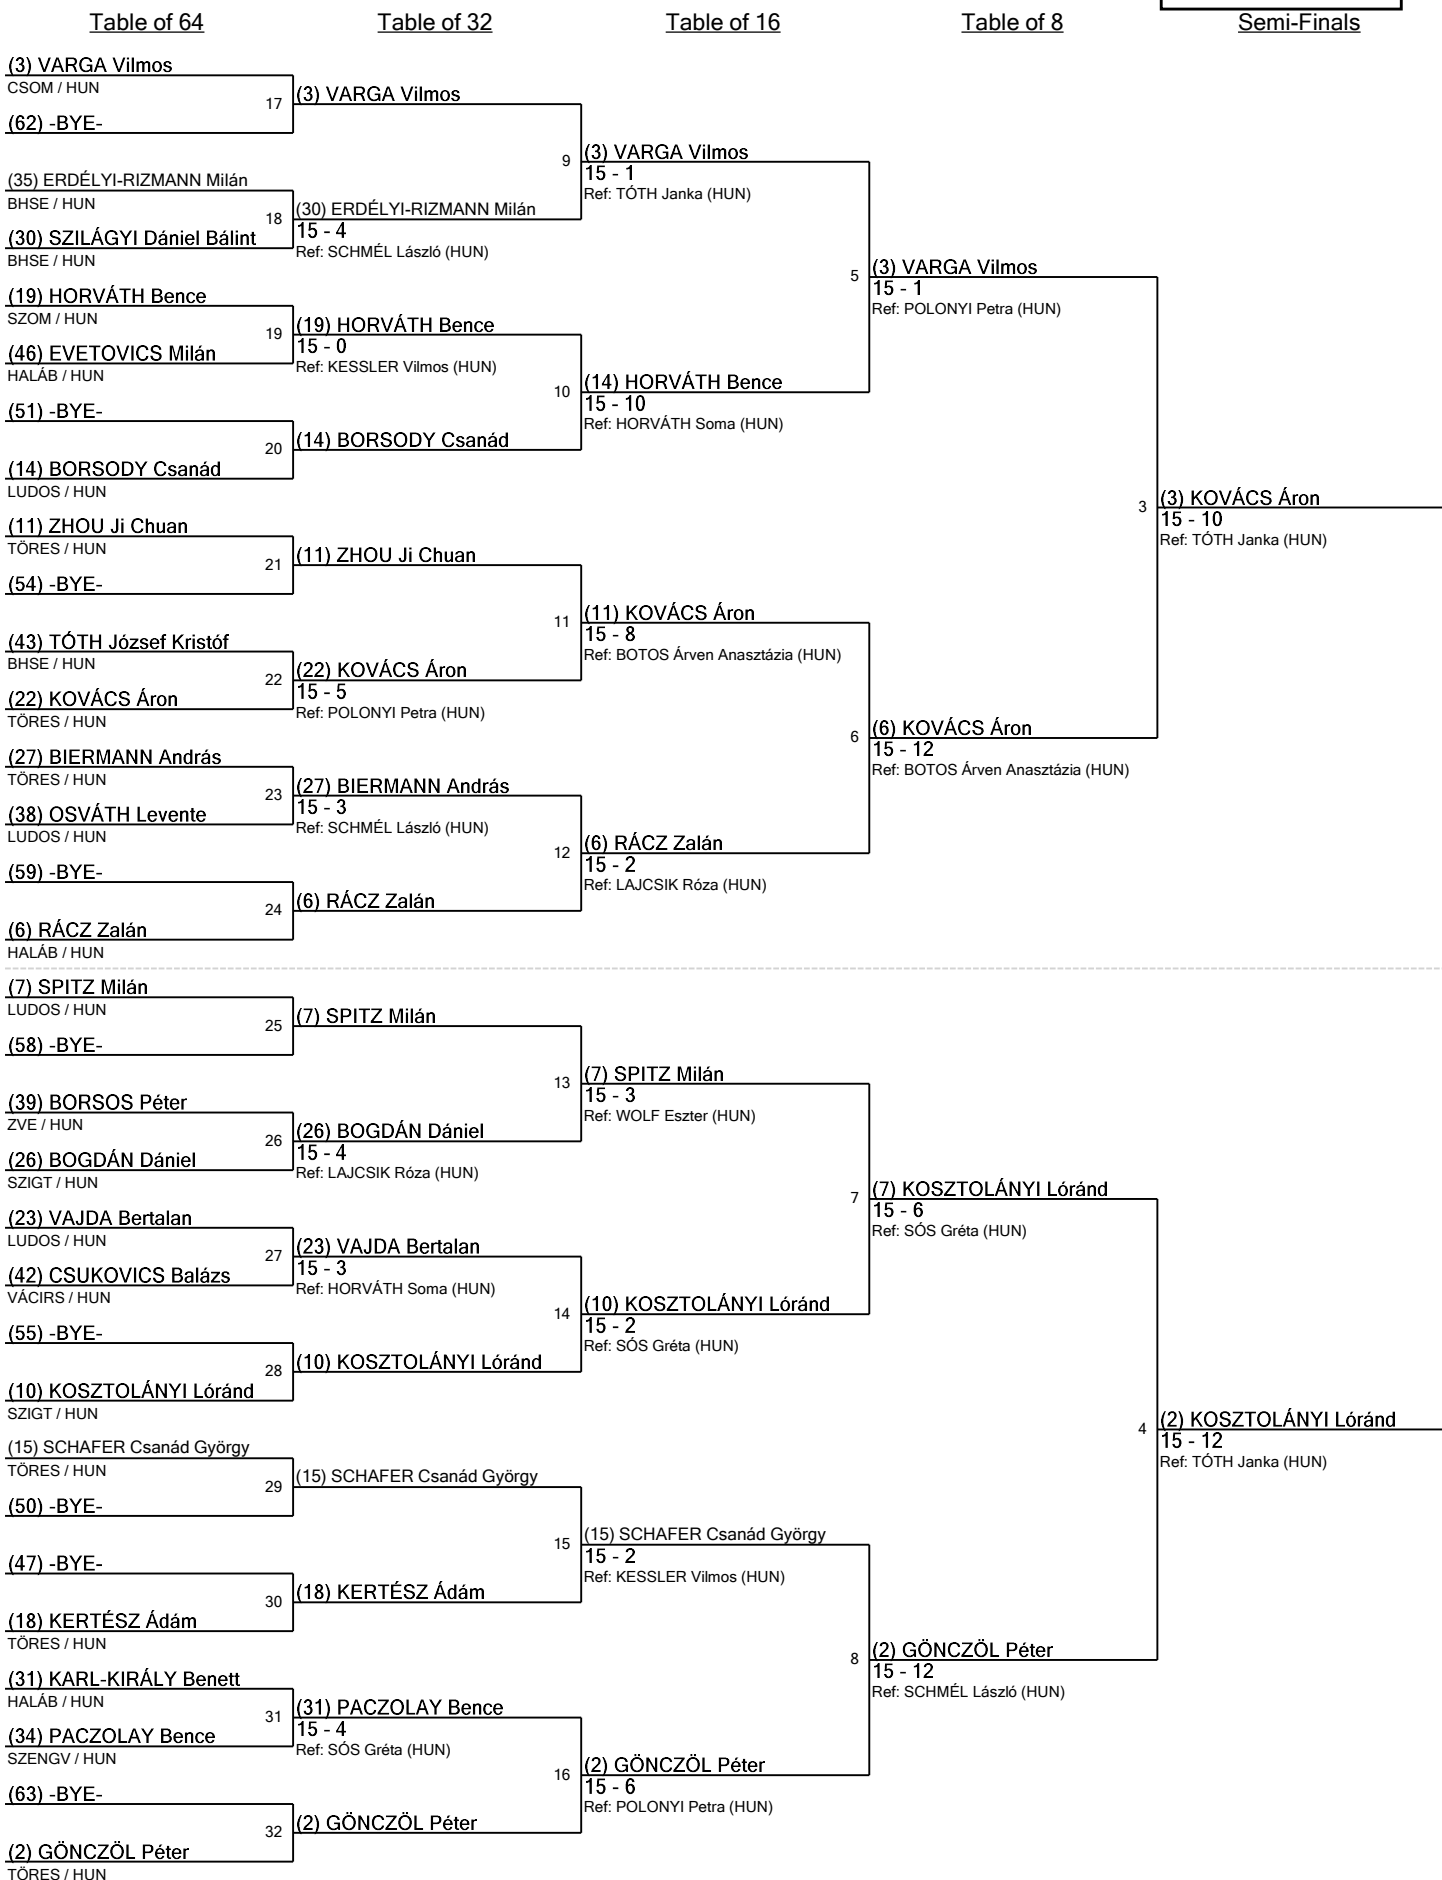 Table of 64
Table of 32
Table of 16
Table of 8
Semi-Finals
(3) VARGA Vilmos
CSOM / HUN
17
(62) -BYE-
(35) ERDÉLYI-RIZMANN Milán
BHSE / HUN
18
(30) SZILÁGYI Dániel Bálint
BHSE / HUN
(19) HORVÁTH Bence
SZOM / HUN
19
(46) EVETOVICS Milán
HALÁB / HUN
(51) -BYE-
20
(14) BORSODY Csanád
LUDOS / HUN
(11) ZHOU Ji Chuan
TÖRES / HUN
21
(54) -BYE-
(43) TÓTH József Kristóf
BHSE / HUN
22
(22) KOVÁCS Áron
TÖRES / HUN
(27) BIERMANN András
TÖRES / HUN
23
(38) OSVÁTH Levente
LUDOS / HUN
(59) -BYE-
24
(6) RÁCZ Zalán
HALÁB / HUN
(7) SPITZ Milán
LUDOS / HUN
25
(58) -BYE-
(39) BORSOS Péter
ZVE / HUN
26
(26) BOGDÁN Dániel
SZIGT / HUN
(23) VAJDA Bertalan
LUDOS / HUN
27
(42) CSUKOVICS Balázs
VÁCIRS / HUN
(55) -BYE-
28
(10) KOSZTOLÁNYI Lóránd
SZIGT / HUN
(15) SCHAFER Csanád György
TÖRES / HUN
29
(50) -BYE-
(47) -BYE-
30
(18) KERTÉSZ Ádám
TÖRES / HUN
(31) KARL-KIRÁLY Benett
HALÁB / HUN
31
(34) PACZOLAY Bence
SZENGV / HUN
(63) -BYE-
32
(2) GÖNCZÖL Péter
TÖRES / HUN
(3) VARGA Vilmos
9
(30) ERDÉLYI-RIZMANN Milán
15 - 4
Ref: SCHMÉL László (HUN)
(19) HORVÁTH Bence
15 - 0
Ref: KESSLER Vilmos (HUN)
10
(14) BORSODY Csanád
(11) ZHOU Ji Chuan
11
(22) KOVÁCS Áron
15 - 5
Ref: POLONYI Petra (HUN)
(27) BIERMANN András
15 - 3
Ref: SCHMÉL László (HUN)
12
(6) RÁCZ Zalán
(7) SPITZ Milán
13
(26) BOGDÁN Dániel
15 - 4
Ref: LAJCSIK Róza (HUN)
(23) VAJDA Bertalan
15 - 3
Ref: HORVÁTH Soma (HUN)
14
(10) KOSZTOLÁNYI Lóránd
(15) SCHAFER Csanád György
15
(18) KERTÉSZ Ádám
(31) PACZOLAY Bence
15 - 4
Ref: SÓS Gréta (HUN)
16
(2) GÖNCZÖL Péter
(3) VARGA Vilmos
15 - 1
Ref: TÓTH Janka (HUN)
5
(14) HORVÁTH Bence
15 - 10
Ref: HORVÁTH Soma (HUN)
(11) KOVÁCS Áron
15 - 8
Ref: BOTOS Árven Anasztázia (HUN)
6
(6) RÁCZ Zalán
15 - 2
Ref: LAJCSIK Róza (HUN)
(7) SPITZ Milán
15 - 3
Ref: WOLF Eszter (HUN)
7
(10) KOSZTOLÁNYI Lóránd
15 - 2
Ref: SÓS Gréta (HUN)
(15) SCHAFER Csanád György
15 - 2
Ref: KESSLER Vilmos (HUN)
8
(2) GÖNCZÖL Péter
15 - 6
Ref: POLONYI Petra (HUN)
(3) VARGA Vilmos
15 - 1
Ref: POLONYI Petra (HUN)
3
(6) KOVÁCS Áron
15 - 12
Ref: BOTOS Árven Anasztázia (HUN)
(7) KOSZTOLÁNYI Lóránd
15 - 6
Ref: SÓS Gréta (HUN)
4
(2) GÖNCZÖL Péter
15 - 12
Ref: SCHMÉL László (HUN)
(3) KOVÁCS Áron
15 - 10
Ref: TÓTH Janka (HUN)
(2) KOSZTOLÁNYI Lóránd
15 - 12
Ref: TÓTH Janka (HUN)